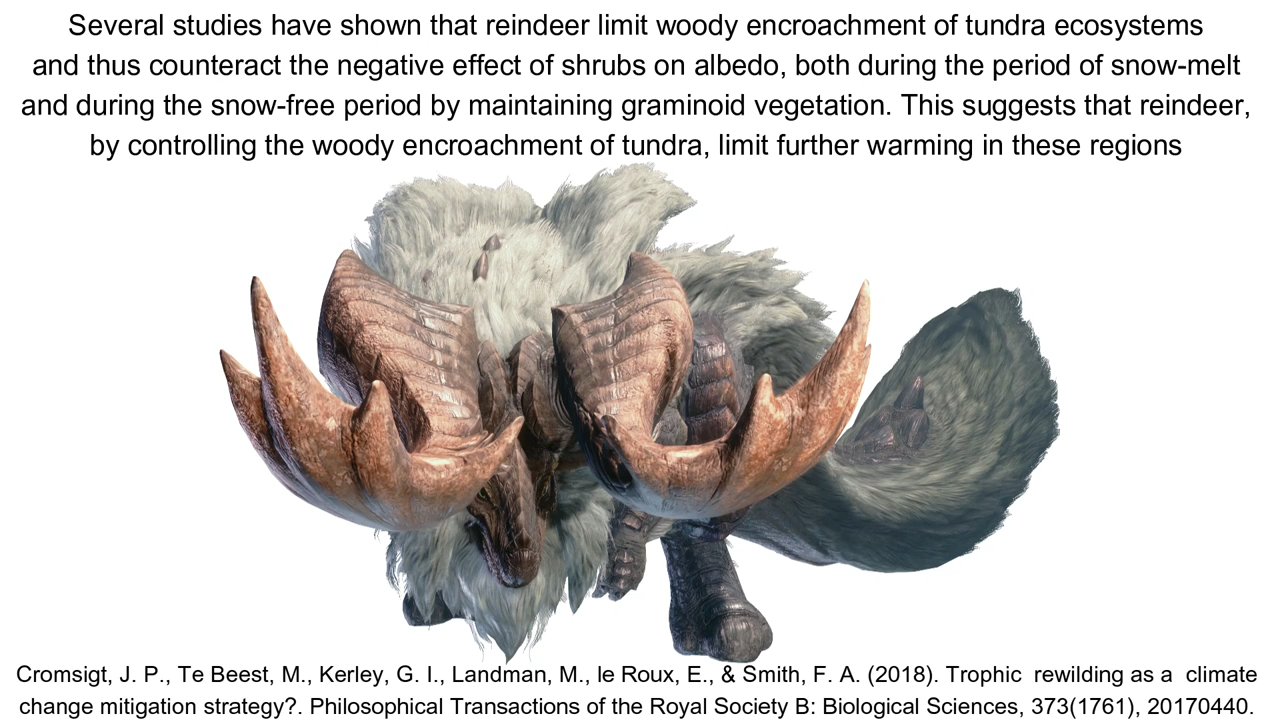 Several studies have shown that reindeer limit woody encroachment of tundra ecosystems
and thus counteract the negative effect of shrubs on albedo, both during the period of snow-melt
and during the snow-free period by maintaining graminoid vegetation. This suggests that reindeer,
by controlling the woody encroachment of tundra, limit further warming in these regions
Cromsigt, J. P., Te Beest, M., Kerley, G. I., Landman, M., le Roux, E., & Smith, F. A. (2018). Trophic rewilding as a climate
change mitigation strategy?. Philosophical Transactions of the Royal Society B: Biological Sciences, 373(1761), 20170440.